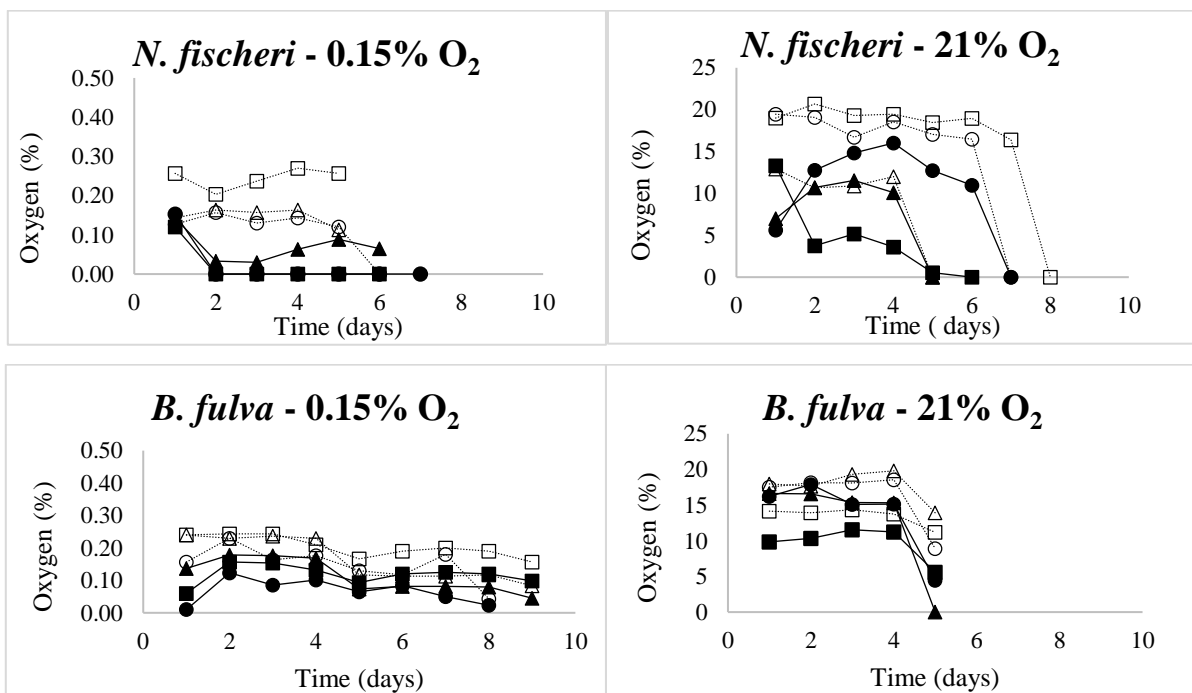 N. fischeri - 0.15% O2
0.50
0.40
0.30
0.20
0.10
0.00
Oxygen (%)
0 2 4 6 8 10
Time (days)
N. fischeri - 21% O2
25
20
15
10
5
0
Oxygen (%)
0 2 4 6 8 10
Time ( days)
B. fulva - 0.15% O2
0.50
0.40
0.30
0.20
0.10
0.00
Oxygen (%)
0 2 4 6 8 10
Time (days)
B. fulva - 21% O2
25
20
15
10
5
0
Oxygen (%)
0 2 4 6 8 10
Time (days)